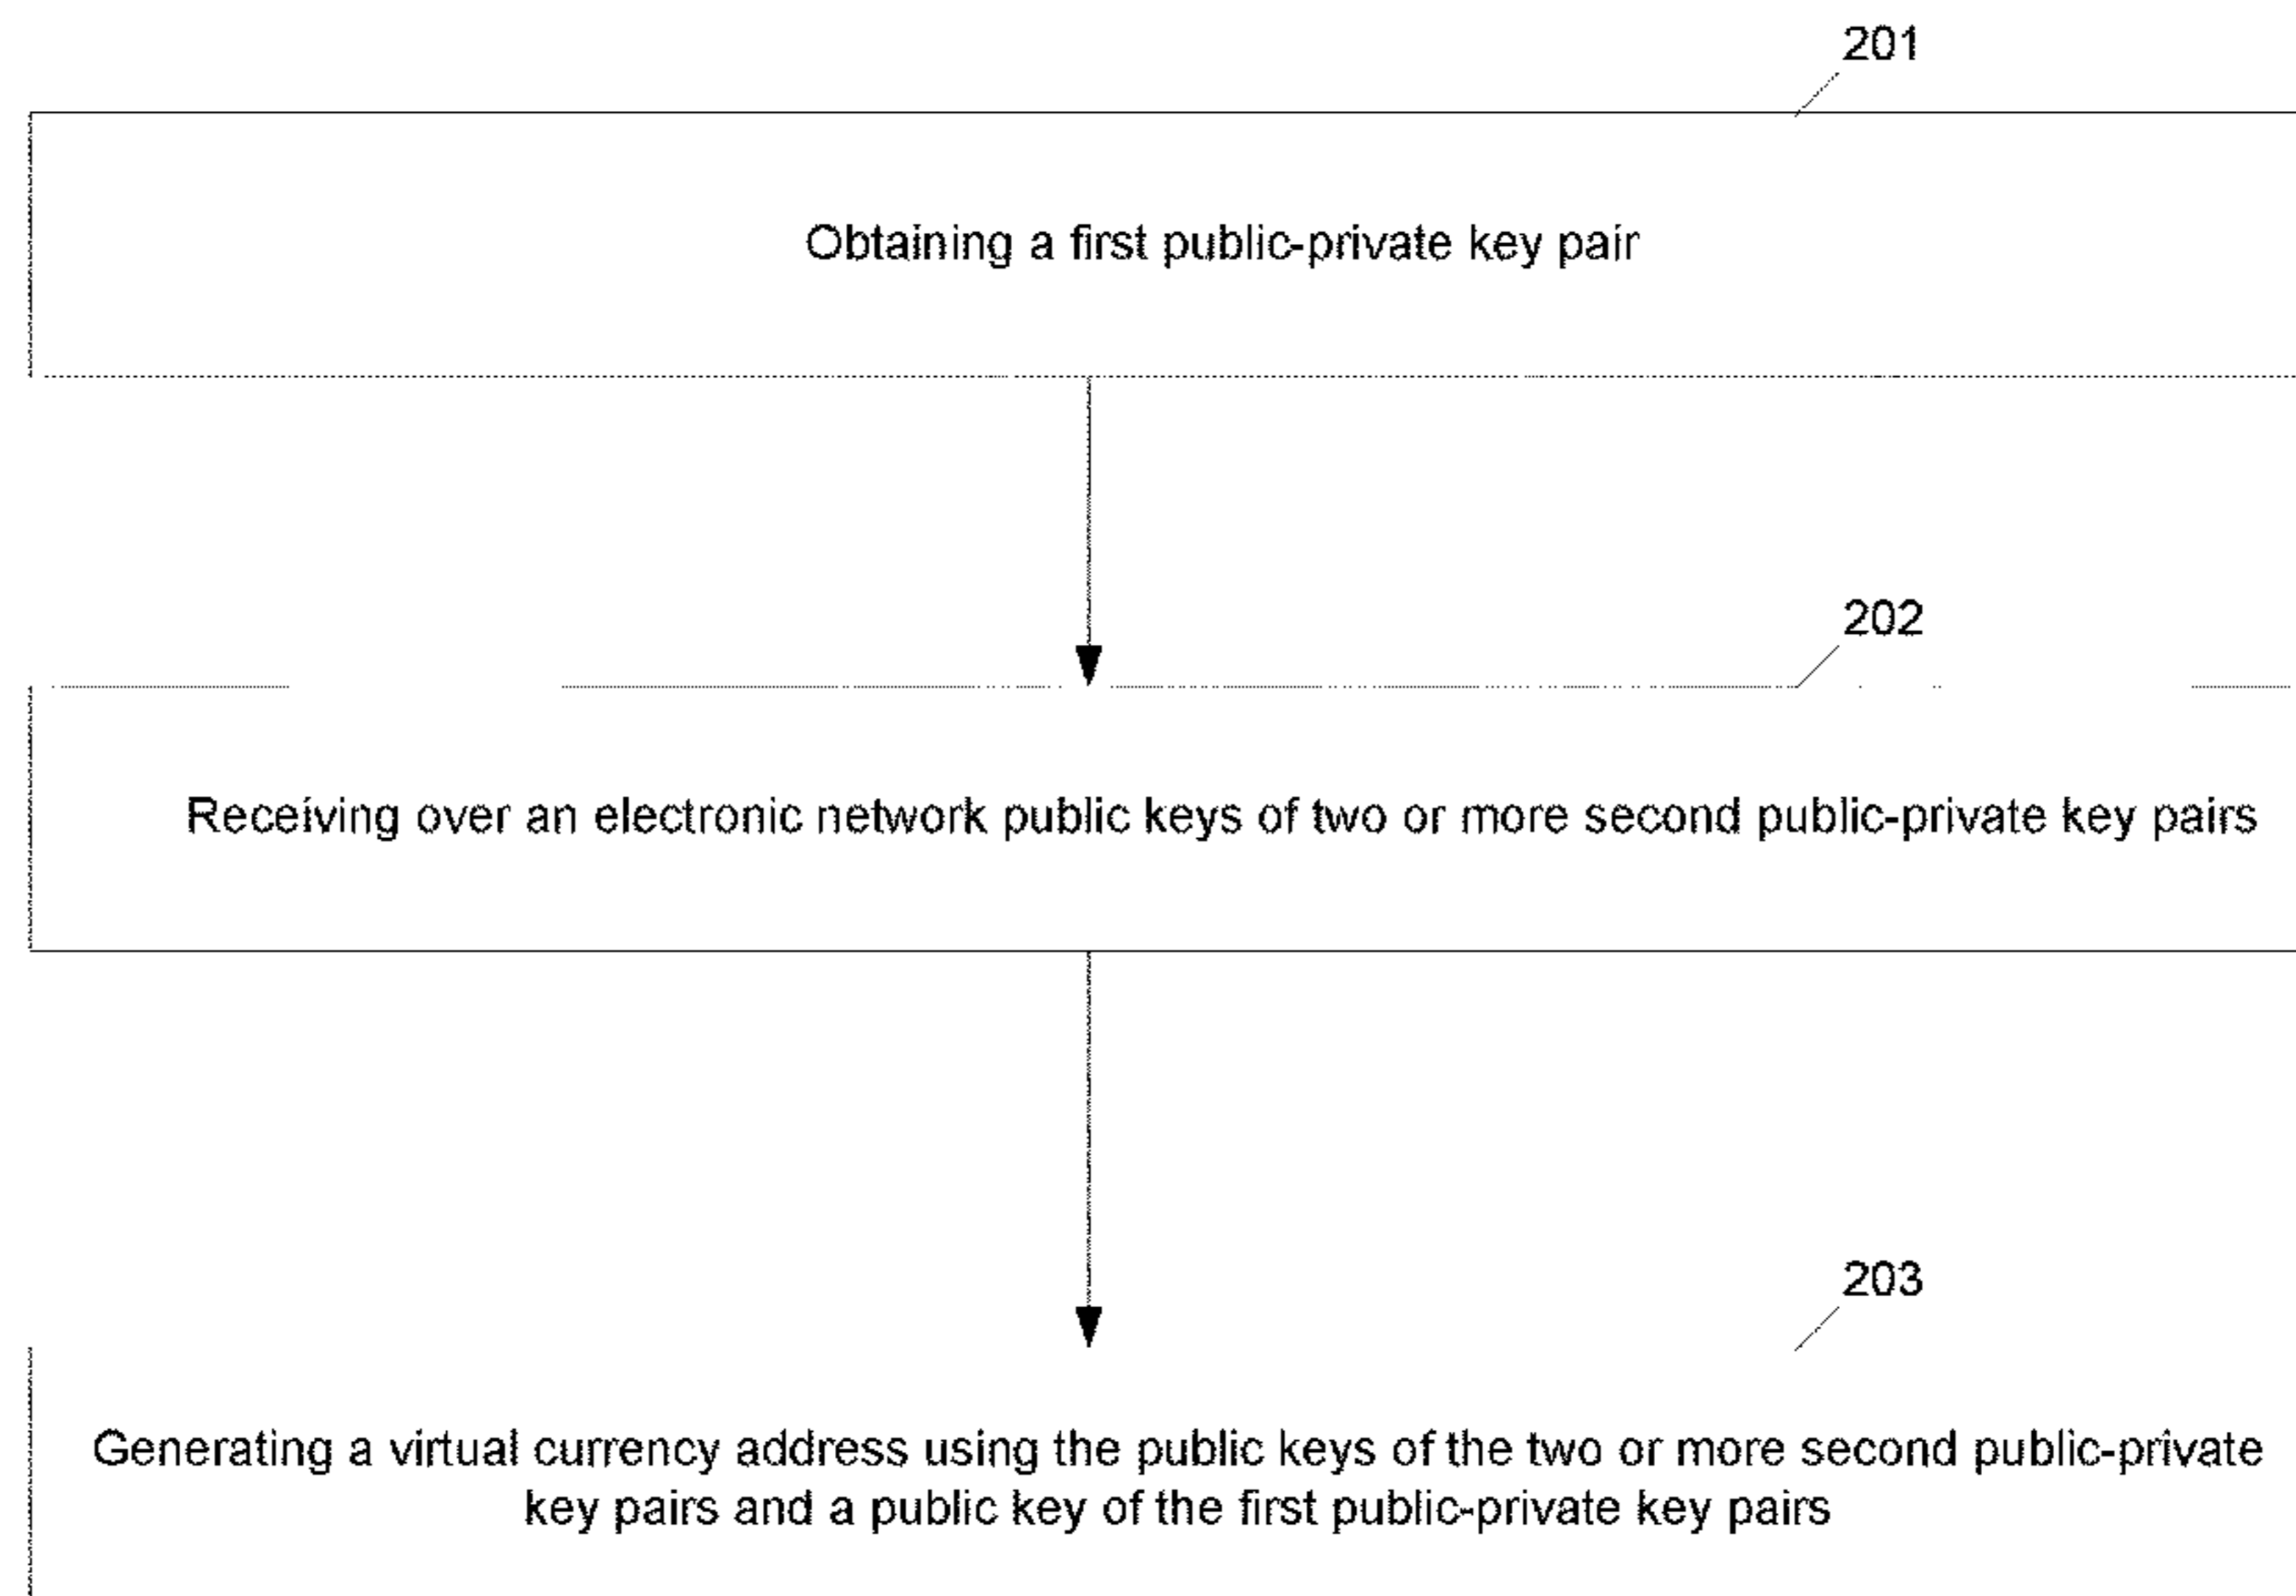 201
Obtaining a first public-private key pair
202
Receiving over an electronic network public keys of two or more second public-private key pairs
203
Generating a virtual currency address using the public keys of the two or more second public-private
key pairs and a public key of the first public-private key pairs